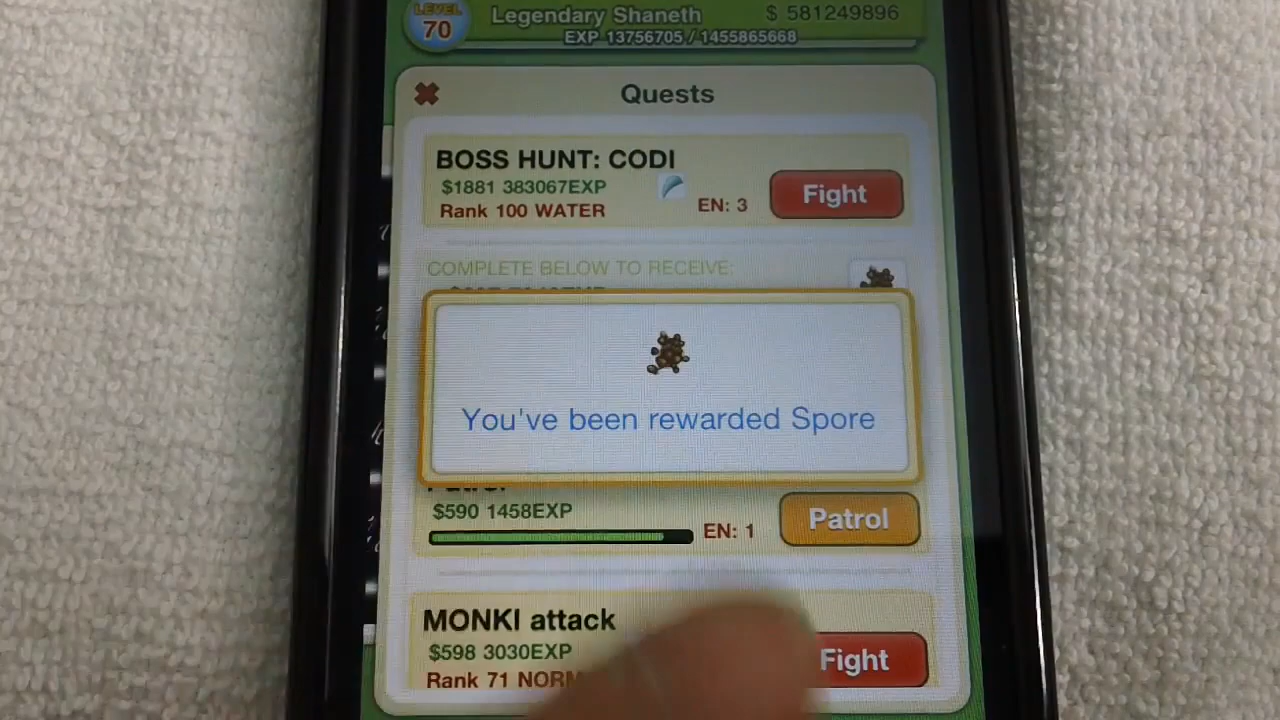 LEVEL
70
Legendary Shaneth
$ 581249896
EXP 13756705 / 1455865668
Quests
BOSS HUNT: CODI
$1881 383067EXP
Rank 100 WATER
EN: 3
Fight
COMPLETE BELOW TO RECEIVE:
You've been rewarded Spore
Patrol
$590 1458EXP
EN: 1
Patrol
MONKI attack
$598 3030EXP
Rank 71
Fight